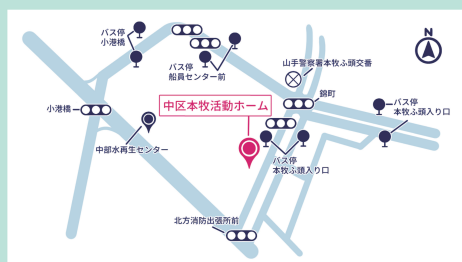 バス停
小港橋
バス停
船員センター前
山手警察署本牧ふ頭交番
N
小港橋
中部水再生センター
中区本牧活動ホーム
錦町
バス停
本牧ふ頭入り口
バス停
本牧ふ頭入り口
北方消防出張所前